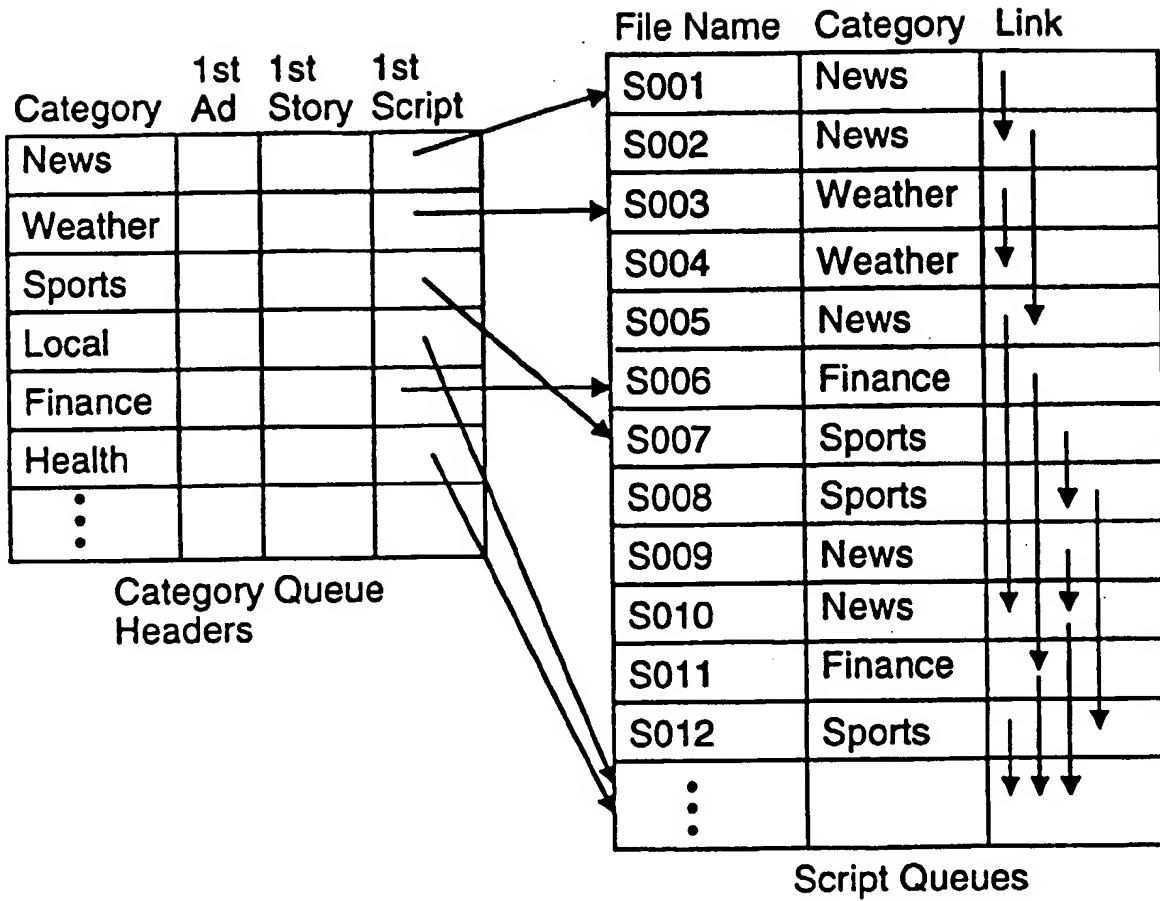 1st 1st 1st
Category Ad Story Script
News
Weather
Sports
Local
Finance
Health
Category Queue
Headers
File Name Category Link
S001 News
S002 News
S003 Weather
S004 Weather
S005 News
S006 Finance
S007 Sports
S008 Sports
S009 News
S010 News
S011 Finance
S012 Sports
Script Queues